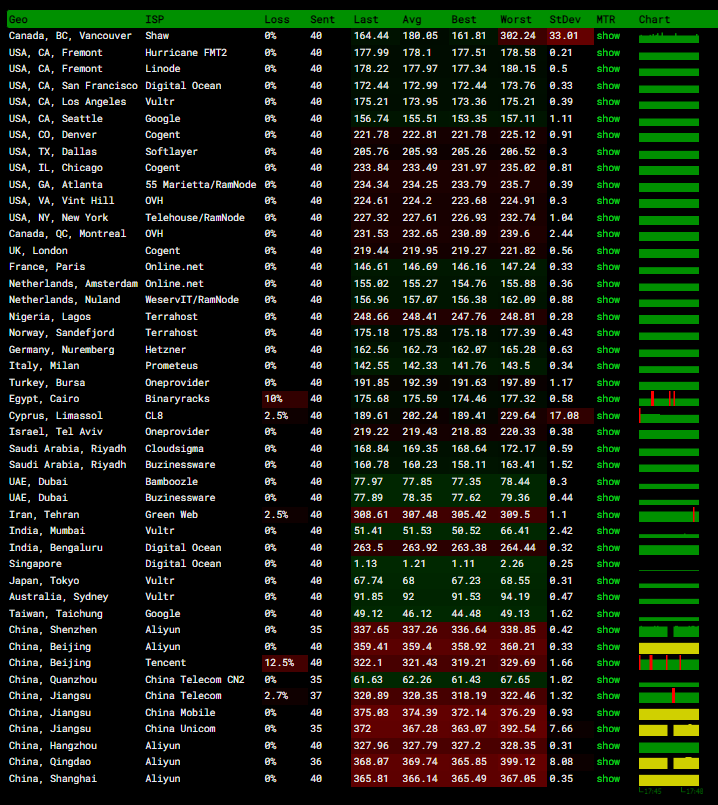 Geo ISP Loss Sent Last Avg Best Worst StDev MTR Chart
Canada, BC, Vancouver Shaw 0% 40 164.44 180.05 161.81 302.24 33.01 show
USA, CA, Fremont Hurricane FMT2 0% 40 177.99 178.1 177.51 178.58 0.21 show
USA, CA, Fremont Linode 0% 40 178.22 177.97 177.34 180.15 0.5 show
USA, CA, San Francisco Digital Ocean 0% 40 172.44 172.99 172.44 173.76 0.33 show
USA, CA, Los Angeles Vultr 0% 40 175.21 173.95 173.36 175.21 0.39 show
USA, CA, Seattle Google 0% 40 156.74 155.51 153.35 157.11 1.11 show
USA, CO, Denver Cogent 0% 40 221.78 222.81 221.78 225.12 0.91 show
USA, TX, Dallas Softlayer 0% 40 205.76 205.93 205.26 206.52 0.3 show
USA, IL, Chicago Cogent 0% 40 233.84 233.49 231.97 235.02 0.81 show
USA, GA, Atlanta 55 Marietta/RamNode 0% 40 234.34 234.25 233.79 235.7 0.39 show
USA, VA, Vint Hill OVH 0% 40 224.61 224.2 223.68 224.91 0.3 show
USA, NY, New York Telehouse/RamNode 0% 40 227.32 227.61 226.93 232.74 1.04 show
Canada, QC, Montreal OVH 0% 40 231.53 232.65 230.89 239.6 2.44 show
UK, London Cogent 0% 40 219.44 219.95 219.27 221.82 0.56 show
France, Paris Online.net 0% 40 146.61 146.69 146.16 147.24 0.33 show
Netherlands, Amsterdam Online.net 0% 40 155.02 155.27 154.76 155.88 0.36 show
Netherlands, Nuland WeservIT/RamNode 0% 40 156.96 157.07 156.38 162.09 0.88 show
Nigeria, Lagos Terrahost 0% 40 248.66 248.41 247.76 248.81 0.28 show
Norway, Sandefjord Terrahost 0% 40 175.18 175.83 175.18 177.39 0.43 show
Germany, Nuremberg Hetzner 0% 40 162.56 162.73 162.07 165.28 0.63 show
Italy, Milan Prometeus 0% 40 142.55 142.33 141.76 143.5 0.34 show
Turkey, Bursa Oneprovider 0% 40 191.85 192.39 191.63 197.89 1.17 show
Egypt, Cairo Binaryracks 10% 40 175.68 175.59 174.46 177.32 0.58 show
Cyprus, Limassol CL8 2.5% 40 189.61 202.24 189.41 229.64 17.08 show
Israel, Tel Aviv Oneprovider 0% 40 219.22 219.43 218.83 220.33 0.38 show
Saudi Arabia, Riyadh Cloudsigma 0% 40 168.84 169.35 168.64 172.17 0.59 show
Saudi Arabia, Riyadh Buzinessware 0% 40 160.78 160.23 158.11 163.41 1.52 show
UAE, Dubai Bamboozle 0% 40 77.97 77.85 77.35 78.44 0.3 show
UAE, Dubai Buzinessware 0% 40 77.89 78.35 77.62 79.36 0.44 show
Iran, Tehran Green Web 2.5% 40 308.61 307.48 305.42 309.5 1.1 show
India, Mumbai Vultr 0% 40 51.41 51.53 50.52 66.41 2.42 show
India, Bengaluru Digital Ocean 0% 40 263.5 263.92 263.38 264.44 0.32 show
Singapore Digital Ocean 0% 40 1.13 1.21 1.11 2.26 0.25 show
Japan, Tokyo Vultr 0% 40 67.74 68 67.23 68.55 0.31 show
Australia, Sydney Vultr 0% 40 91.85 92 91.53 94.19 0.47 show
Taiwan, Taichung Google 0% 40 49.12 46.12 44.48 49.13 1.62 show
China, Shenzhen Aliyun 0% 35 337.65 337.26 336.64 338.85 0.42 show
China, Beijing Aliyun 0% 40 359.41 359.4 358.92 360.21 0.33 show
China, Beijing Tencent 12.5% 40 322.1 321.43 319.21 329.69 1.66 show
China, Quanzhou China Telecom CN2 0% 35 61.63 62.26 61.43 67.65 1.02 show
China, Jiangsu China Telecom 2.7% 37 320.89 320.35 318.19 322.46 1.32 show
China, Jiangsu China Mobile 0% 40 375.03 374.39 372.14 376.29 0.93 show
China, Jiangsu China Unicom 0% 35 372 367.28 363.07 392.54 7.66 show
China, Hangzhou Aliyun 0% 40 327.96 327.79 327.2 328.35 0.31 show
China, Qingdao Aliyun 0% 36 368.07 369.74 365.85 399.12 8.08 show
China, Shanghai Aliyun 0% 40 365.81 366.14 365.49 367.05 0.35 show